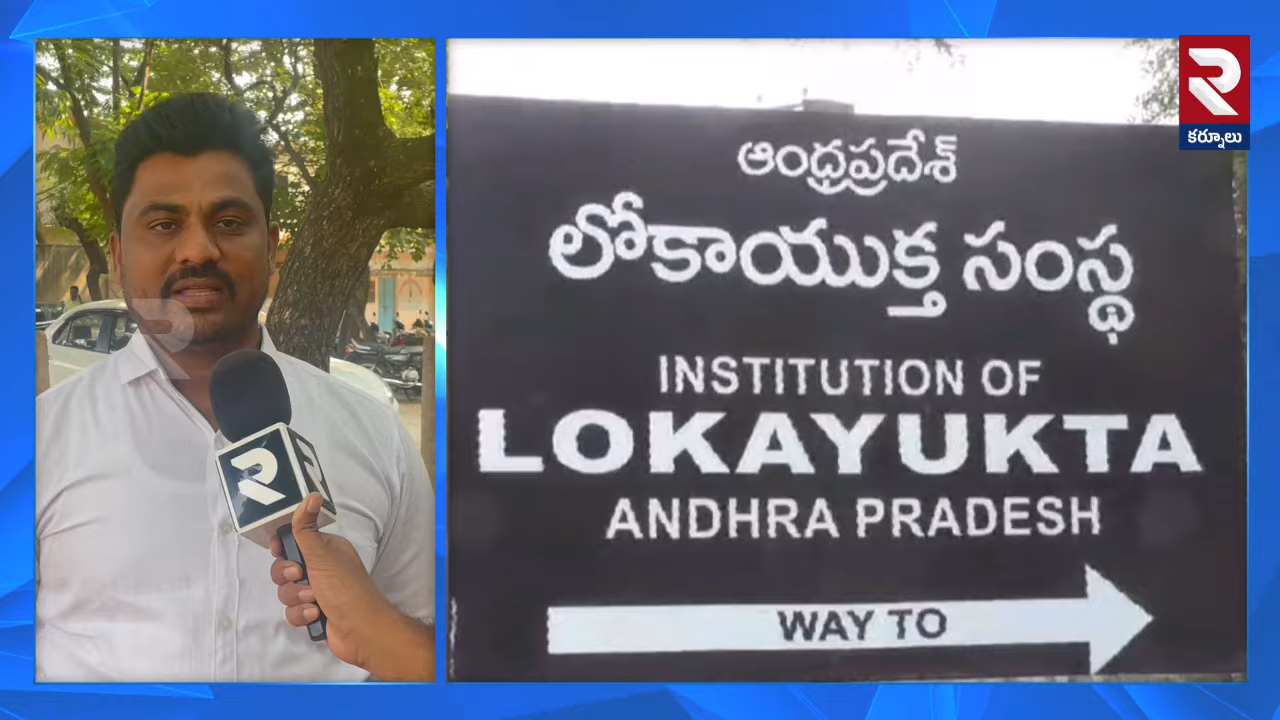 ఆంధ్రప్రదేశ్
లోకాయుక్త సంస్థ
INSTITUTION OF
LOKAYUKTA
ANDHRA PRADESH
WAY TO
R
కర్నూలు